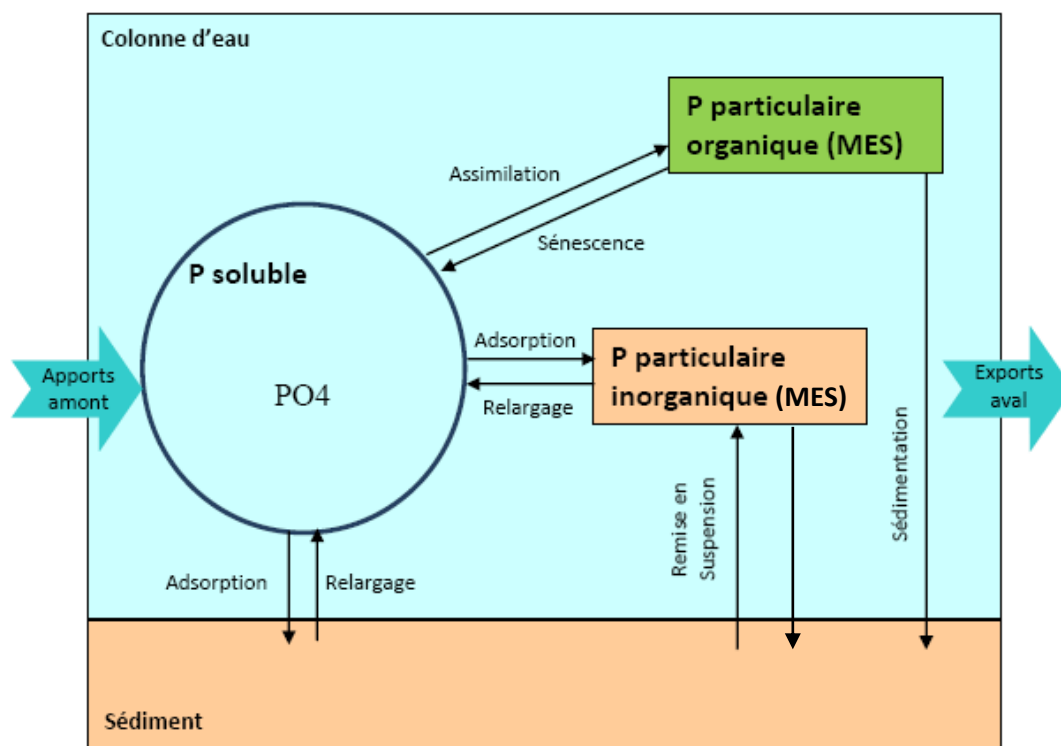 Colonne d'eau
P particulaire
organique (MES)
Assimilation
Sénescence
P soluble
Adsorption
P particulaire
inorganique (MES)
Relargage
PO4
Apports
amont
Exports
aval
Remise en
Suspension
Sédimentation
Adsorption
Relargage
Sédiment